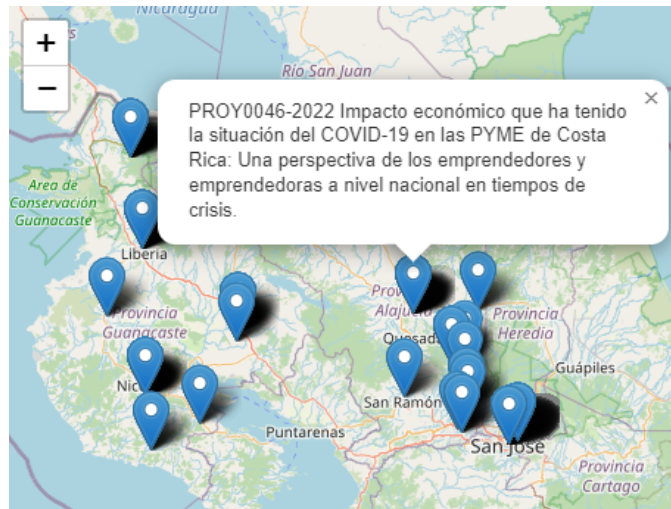 Nicaragua
+
−
Río San Juan
×
PROY0046-2022 Impacto económico que ha tenido
la situación del COVID-19 en las PYME de Costa
Rica: Una perspectiva de los emprendedores y
emprendedoras a nivel nacional en tiempos de
crisis.
Area de
Conservación
Guanacaste
Liberia
Provincia
Guanacaste
Alajuela
Provincia
Heredia
Guápiles
San Ramón
Puntarenas
San José
Provincia
Cartago